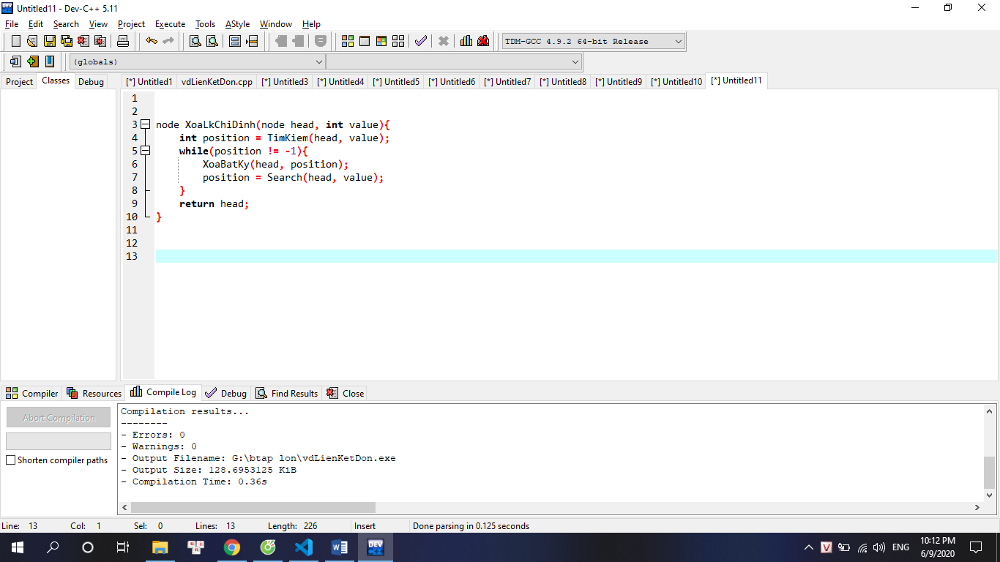 Untitled11 - Dev-C++ 5.11
File Edit Search View Project Execute Tools AStyle Window Help
TDM-GCC 4.9.2 64-bit Release
(globals)
Project Classes Debug
[*] Untitled1 vdLienKetDon.cpp [*] Untitled3 [*] Untitled4 [*] Untitled5 [*] Untitled6 [*] Untitled7 [*] Untitled8 [*] Untitled9 [*] Untitled10 [*] Untitled11
1
2
3 node XoaLkChiDinh(node head, int value){
4 int position = TimKiem(head, value);
5 while(position != -1){
6 XoaBatKy(head, position);
7 position = Search(head, value);
8 }
9 return head;
10 }
11
12
13
Compiler Resources Compile Log Debug Find Results Close
Abort Compilation
Shorten compiler paths
Compilation results...
--------
- Errors: 0
- Warnings: 0
- Output Filename: G:\btap lon\vdLienKetDon.exe
- Output Size: 128.6953125 KiB
- Compilation Time: 0.36s
Line: 13 Col: 1 Sel: 0 Lines: 13 Length: 226 Insert Done parsing in 0.125 seconds
DEV
V
ENG
10:12 PM
6/9/2020